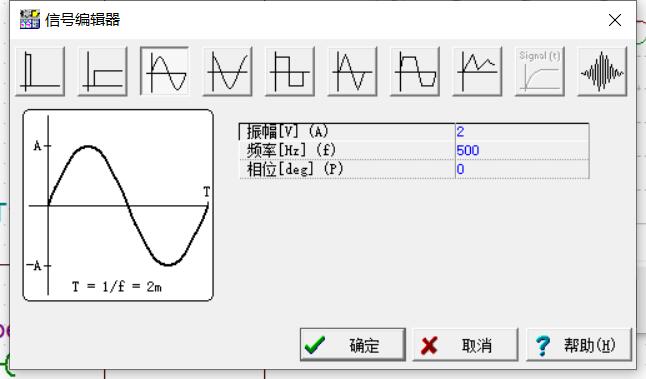 信号编辑器
Signal (t)
A
T
-A
T = 1/f = 2m
振幅[V] (A) 2
频率[Hz] (f) 500
相位[deg] (P) 0
确定
取消
帮助(H)